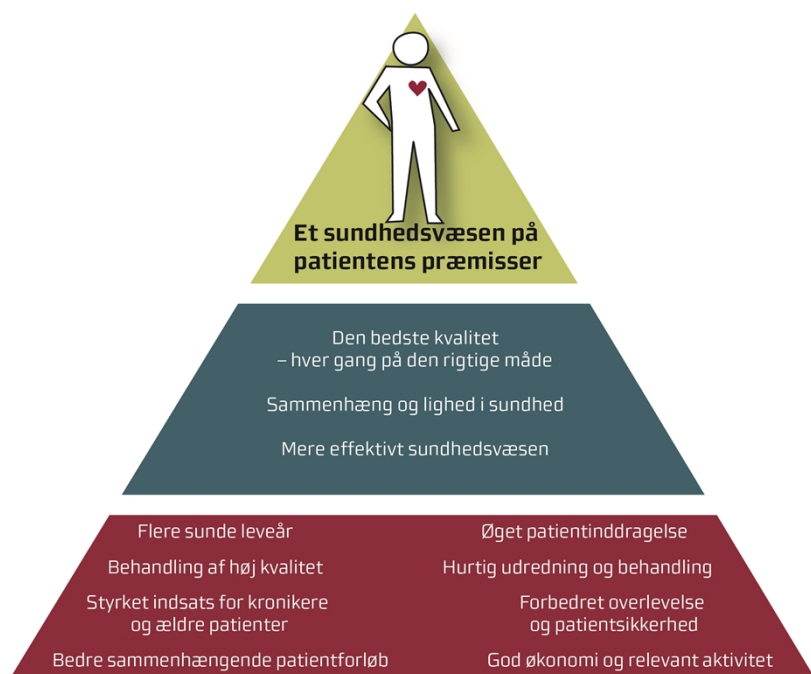 Et sundhedsvæsen på
patientens præmisser
Den bedste kvalitet
– hver gang på den rigtige måde
Sammenhæng og lighed i sundhed
Mere effektivt sundhedsvæsen
Flere sunde leveår
Behandling af høj kvalitet
Styrket indsats for kronikere
og ældre patienter
Bedre sammenhængende patientforløb
Øget patientinddragelse
Hurtig udredning og behandling
Forbedret overlevelse
og patientsikkerhed
God økonomi og relevant aktivitet